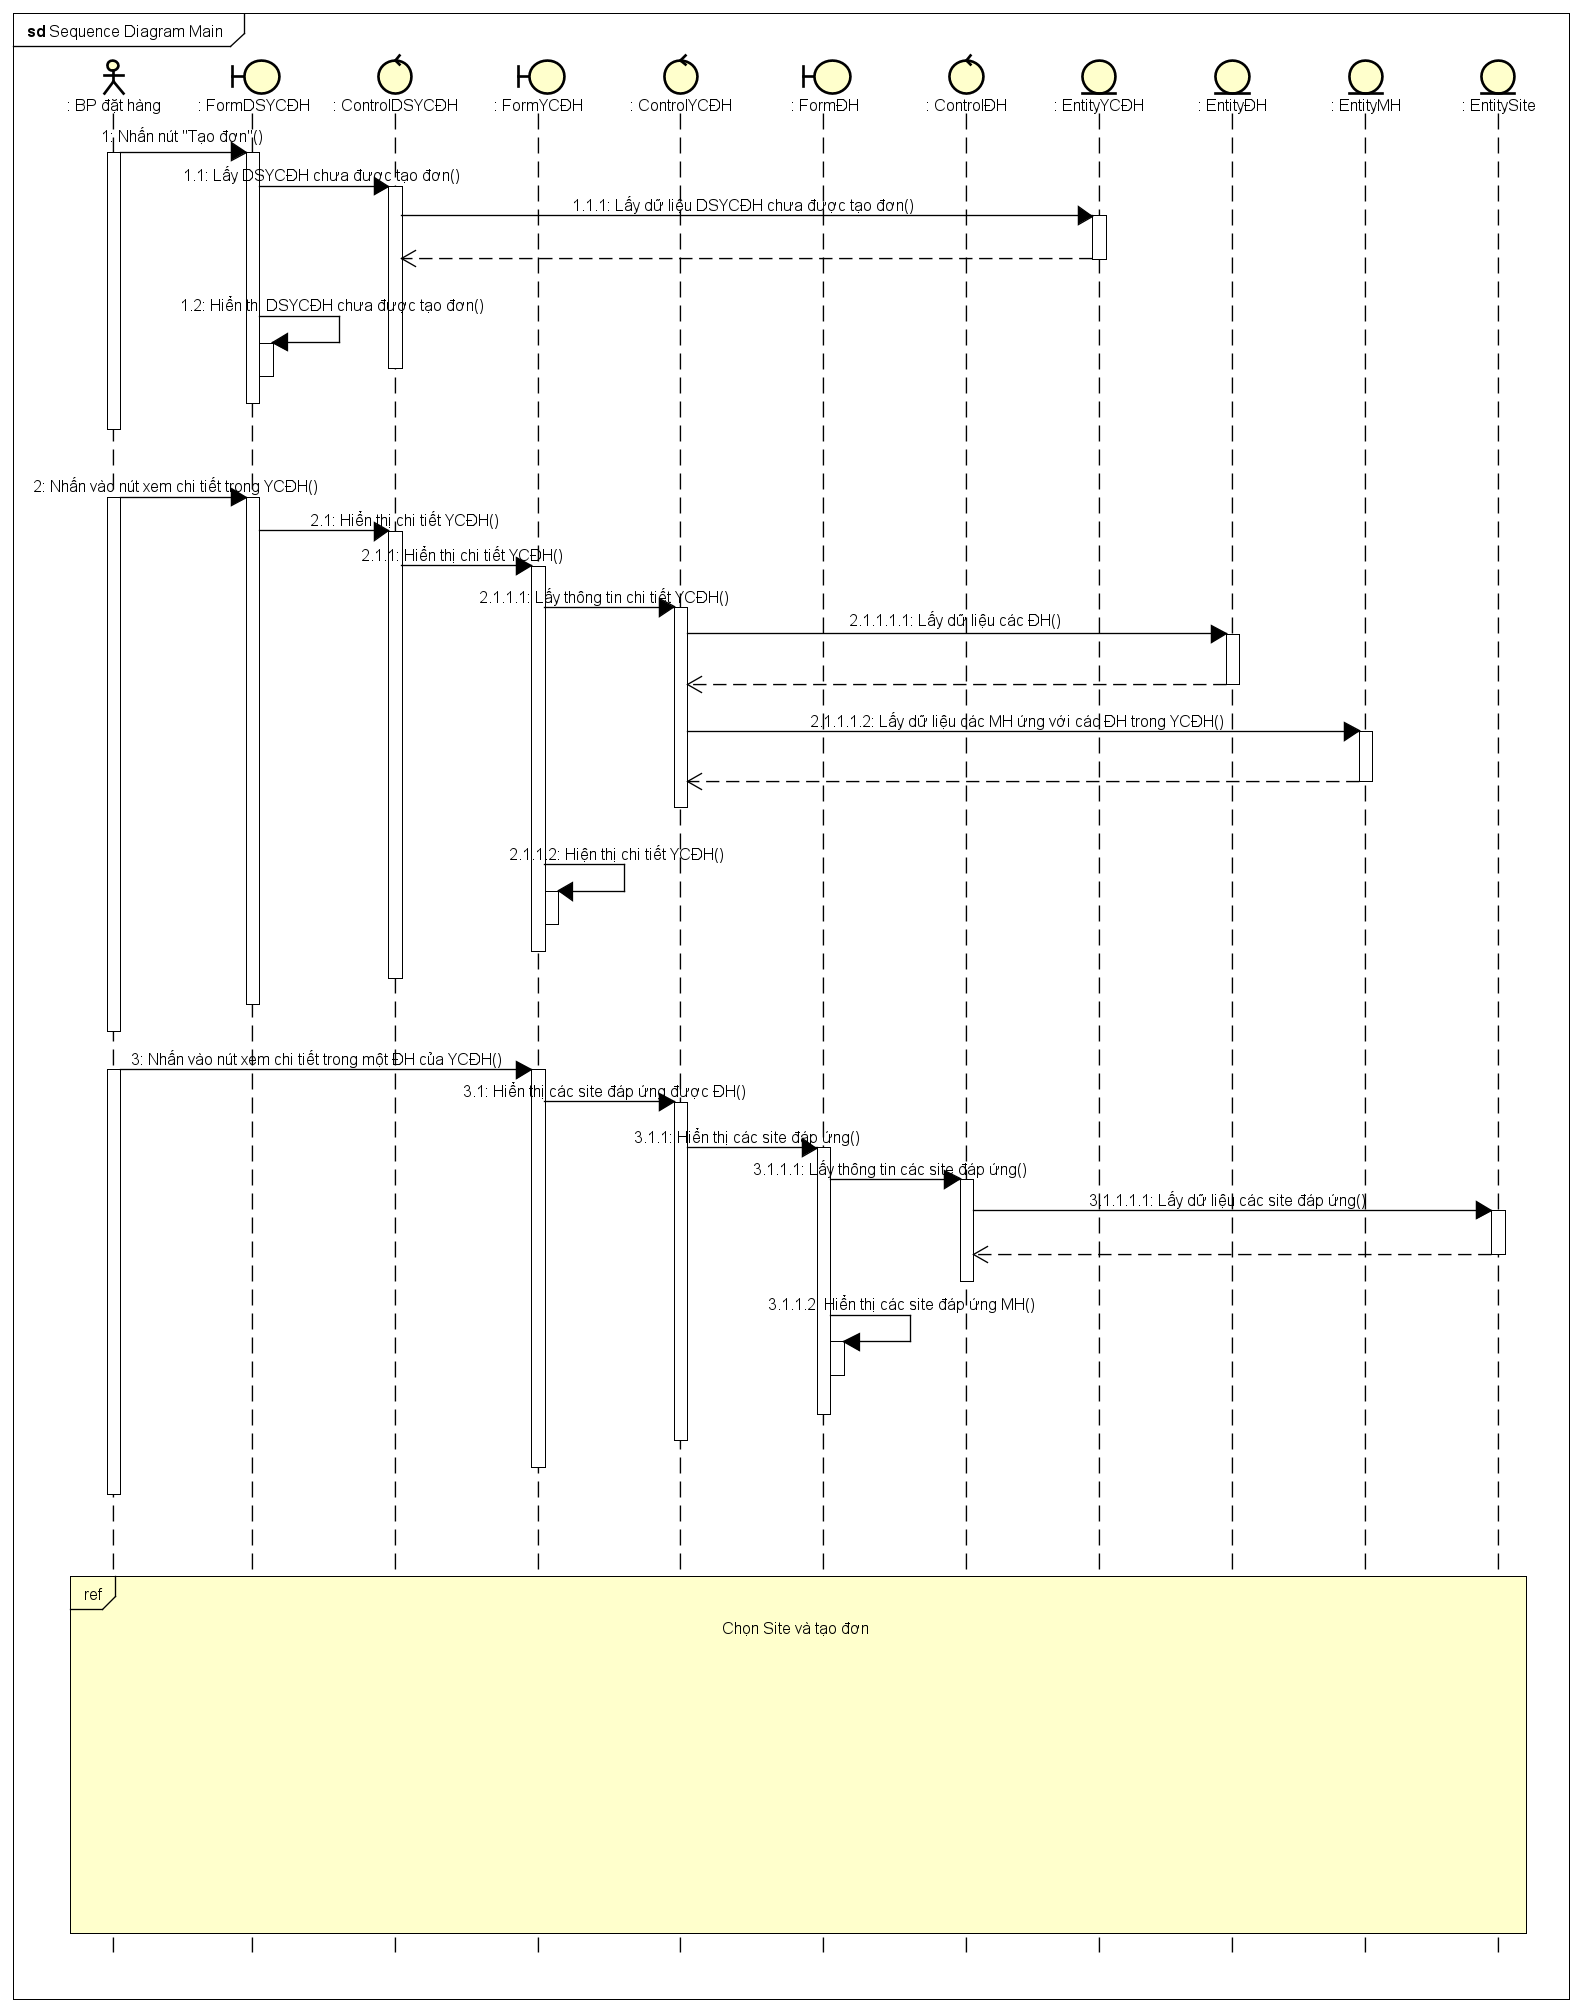 sd Sequence Diagram Main
: BP đặt hàng
: FormDSYCĐH
: ControlDSYCĐH
: FormYCĐH
: ControlYCĐH
: FormĐH
: ControlĐH
: EntityYCĐH
: EntityĐH
: EntityMH
: EntitySite
1: Nhấn nút "Tạo đơn"()
1.1: Lấy DSYCĐH chưa được tạo đơn()
1.1.1: Lấy dữ liệu DSYCĐH chưa được tạo đơn()
1.2: Hiển thị DSYCĐH chưa được tạo đơn()
2: Nhấn vào nút xem chi tiết trong YCĐH()
2.1: Hiển thị chi tiết YCĐH()
2.1.1: Hiển thị chi tiết YCĐH()
2.1.1.1: Lấy thông tin chi tiết YCĐH()
2.1.1.1.1: Lấy dữ liệu các ĐH()
2.1.1.1.2: Lấy dữ liệu các MH ứng với các ĐH trong YCĐH()
2.1.1.2: Hiện thị chi tiết YCĐH()
3: Nhấn vào nút xem chi tiết trong một ĐH của YCĐH()
3.1: Hiển thị các site đáp ứng được ĐH()
3.1.1: Hiển thị các site đáp ứng()
3.1.1.1: Lấy thông tin các site đáp ứng()
3.1.1.1.1: Lấy dữ liệu các site đáp ứng()
3.1.1.2: Hiển thị các site đáp ứng MH()
ref
Chọn Site và tạo đơn